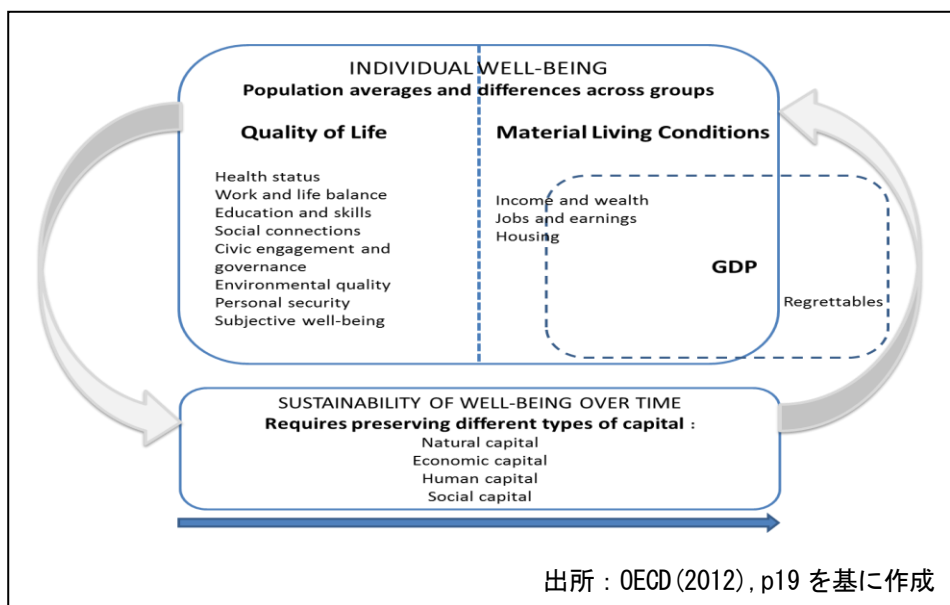 INDIVIDUAL WELL-BEING
Population averages and differences across groups
Quality of Life
Health status
Work and life balance
Education and skills
Social connections
Civic engagement and
governance
Environmental quality
Personal security
Subjective well-being
Material Living Conditions
Income and wealth
Jobs and earnings
Housing
GDP
Regrettables
SUSTAINABILITY OF WELL-BEING OVER TIME
Requires preserving different types of capital :
Natural capital
Economic capital
Human capital
Social capital
出所：OECD(2012), p19 を基に作成